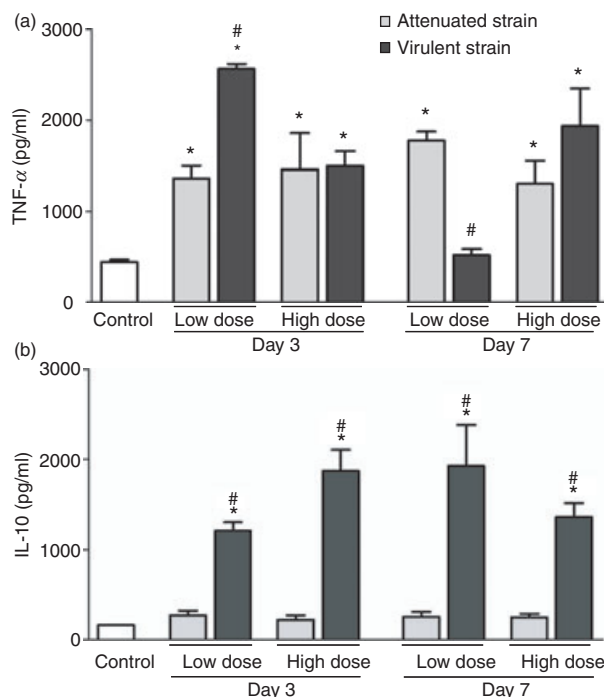 (a)
3000
2000
1000
0
TNF-α (pg/ml)
Attenuated strain
Virulent strain
#
*
*
*
*
*
#
*
*
Control
Low dose
High dose
Low dose
High dose
Day 3
Day 7
(b)
3000
2000
1000
0
IL-10 (pg/ml)
#
*
#
*
#
*
#
*
Control
Low dose
High dose
Low dose
High dose
Day 3
Day 7